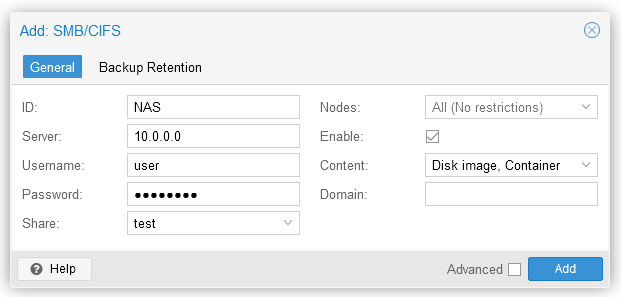 Add: SMB/CIFS
General Backup Retention
ID: NAS Nodes: All (No restrictions)
Server: 10.0.0.0 Enable:
Username: user Content: Disk image, Container
Password: ●●●●●●●● Domain:
Share: test
Help Advanced Add